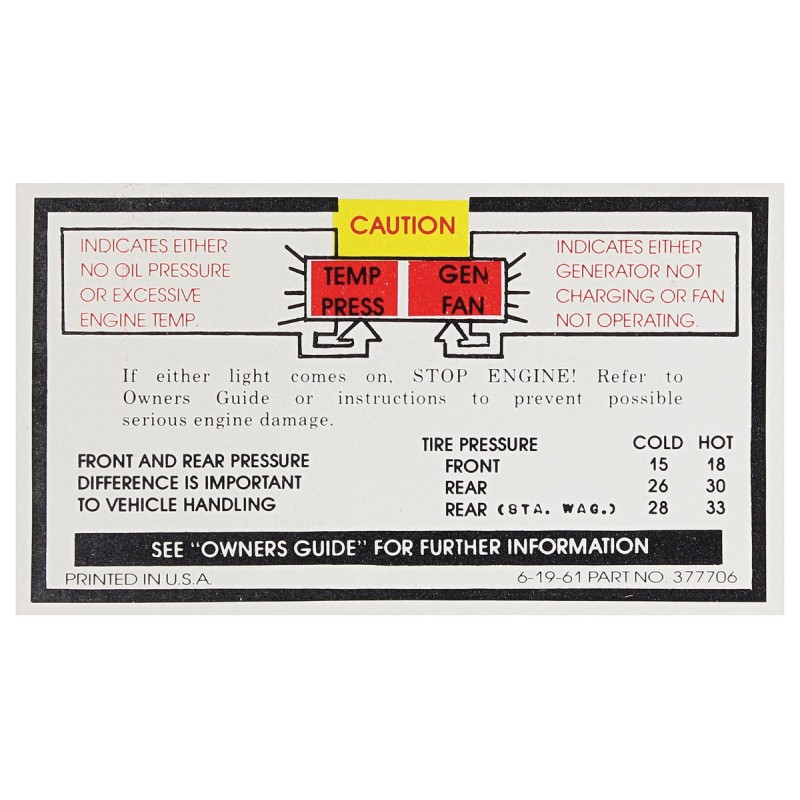 CAUTION
INDICATES EITHER
NO OIL PRESSURE
OR EXCESSIVE
ENGINE TEMP.
TEMP
PRESS
GEN
FAN
INDICATES EITHER
GENERATOR NOT
CHARGING OR FAN
NOT OPERATING.
If either light comes on, STOP ENGINE! Refer to
Owners Guide or instructions to prevent possible
serious engine damage.
FRONT AND REAR PRESSURE
DIFFERENCE IS IMPORTANT
TO VEHICLE HANDLING
TIRE PRESSURE COLD HOT
FRONT 15 18
REAR 26 30
REAR (STA. WAG.) 28 33
SEE "OWNERS GUIDE" FOR FURTHER INFORMATION
PRINTED IN U.S.A. 6-19-61 PART NO. 377706